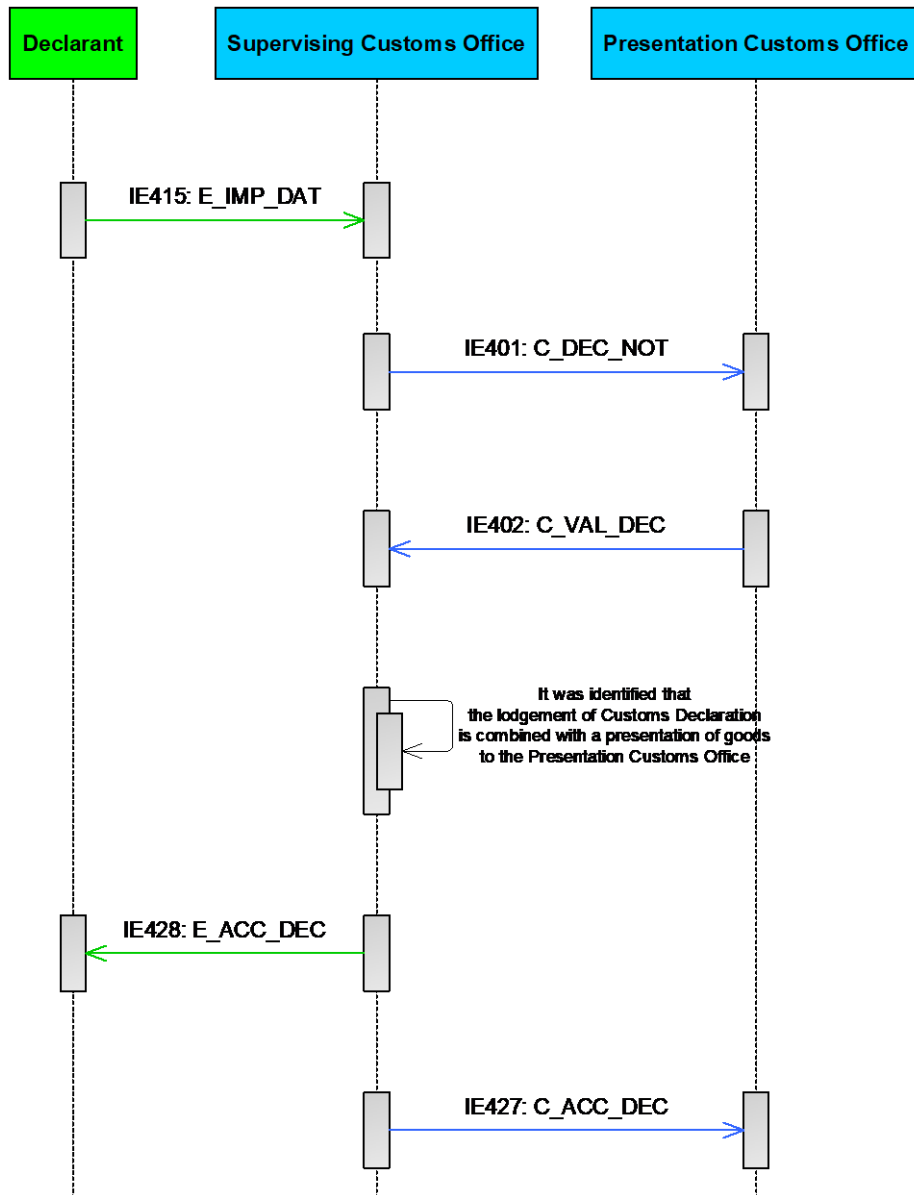 Declarant
Supervising Customs Office
Presentation Customs Office
IE415: E_IMP_DAT
IE401: C_DEC_NOT
IE402: C_VAL_DEC
It was identified that
the lodgement of Customs Declaration
is combined with a presentation of goods
to the Presentation Customs Office
IE428: E_ACC_DEC
IE427: C_ACC_DEC